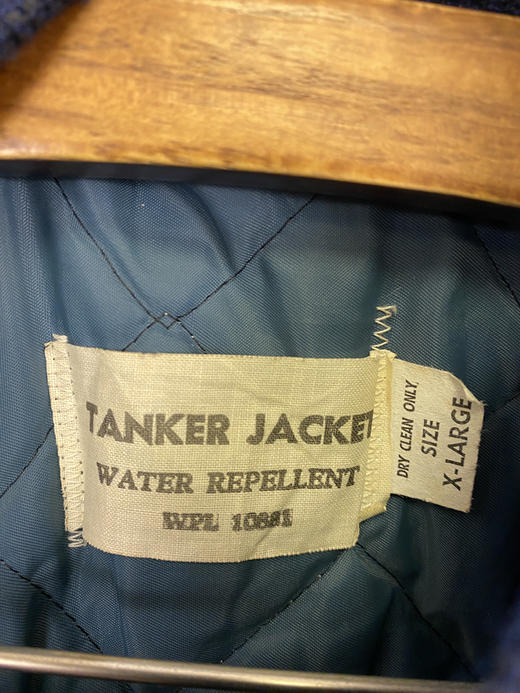 TANKER JACKET
WATER REPELLENT
WPL 10881
DRY CLEAN ONLY
SIZE
X-LARGE